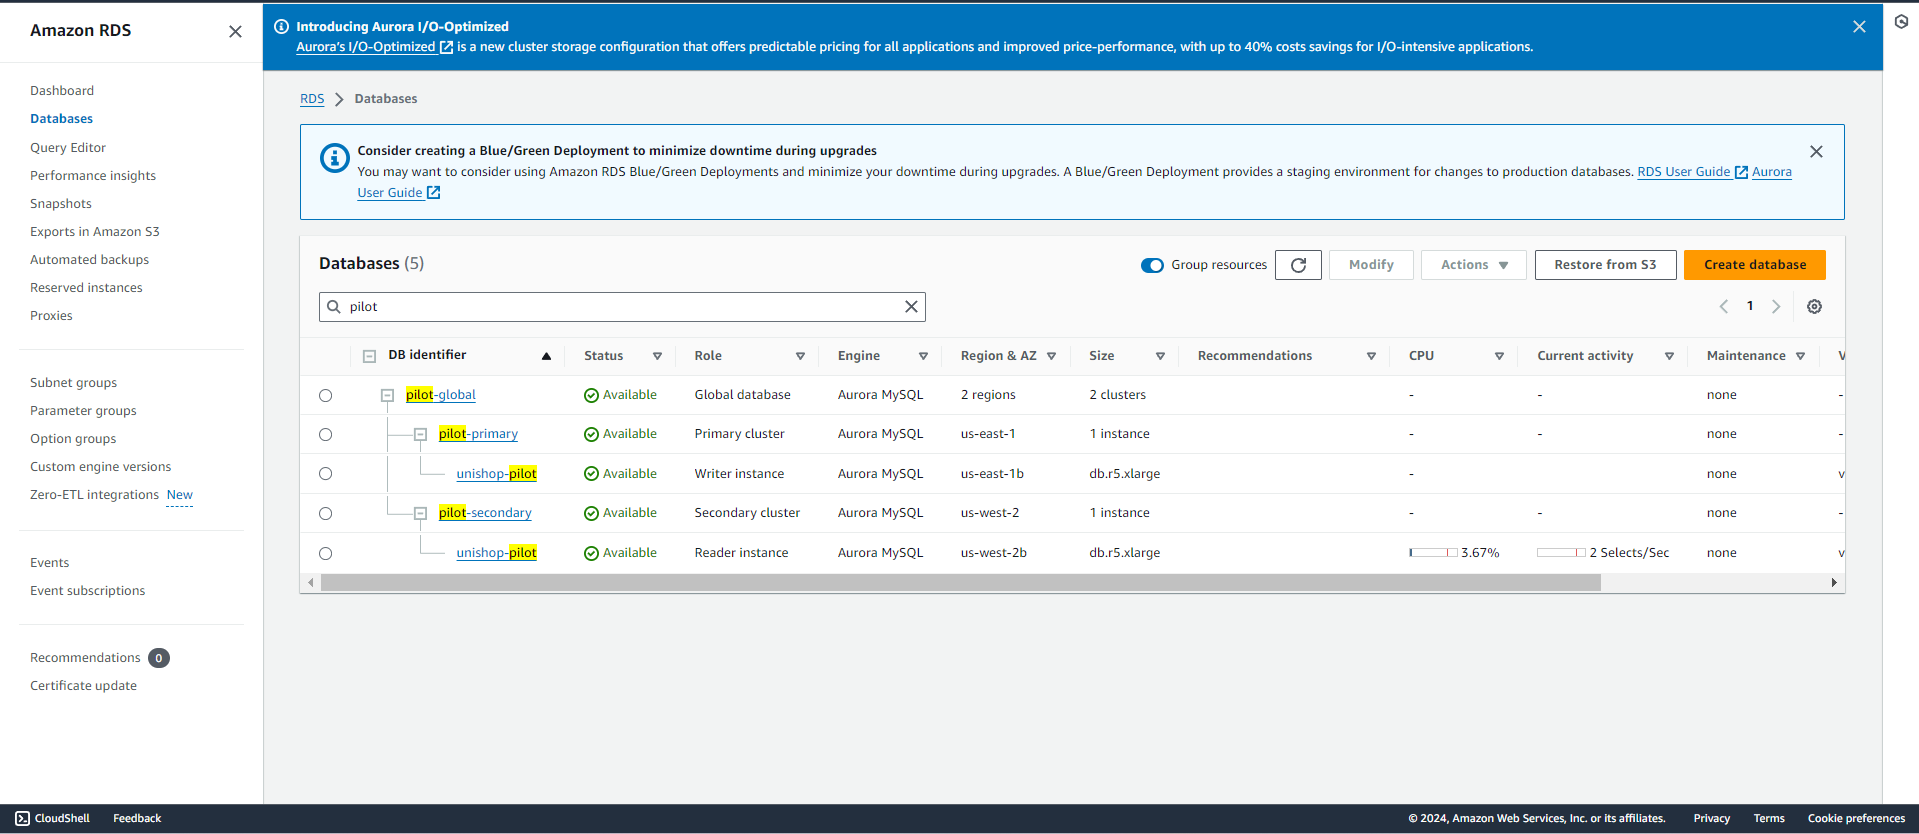 Amazon RDS
Dashboard
Databases
Query Editor
Performance insights
Snapshots
Exports in Amazon S3
Automated backups
Reserved instances
Proxies
Subnet groups
Parameter groups
Option groups
Custom engine versions
Zero-ETL integrations New
Events
Event subscriptions
Recommendations 0
Certificate update
Introducing Aurora I/O-Optimized
Aurora's I/O-Optimized is a new cluster storage configuration that offers predictable pricing for all applications and improved price-performance, with up to 40% costs savings for I/O-intensive applications.
RDS > Databases
Consider creating a Blue/Green Deployment to minimize downtime during upgrades
You may want to consider using Amazon RDS Blue/Green Deployments and minimize your downtime during upgrades. A Blue/Green Deployment provides a staging environment for changes to production databases. RDS User Guide Aurora
User Guide
Databases (5) Group resources Modify Actions Restore from S3 Create database
pilot 1
DB identifier Status Role Engine Region & AZ Size Recommendations CPU Current activity Maintenance V
pilot-global Available Global database Aurora MySQL 2 regions 2 clusters - - none -
pilot-primary Available Primary cluster Aurora MySQL us-east-1 1 instance - - none -
unishop-pilot Available Writer instance Aurora MySQL us-east-1b db.r5.xlarge - none v
pilot-secondary Available Secondary cluster Aurora MySQL us-west-2 1 instance - - none -
unishop-pilot Available Reader instance Aurora MySQL us-west-2b db.r5.xlarge 3.67% 2 Selects/Sec none v
CloudShell Feedback © 2024, Amazon Web Services, Inc. or its affiliates. Privacy Terms Cookie preferences